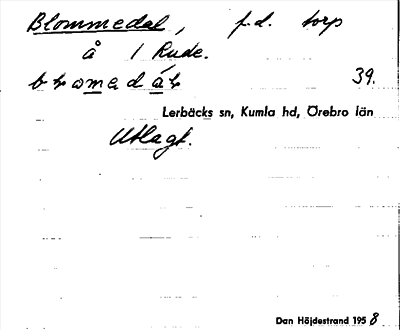 Blommedal, f.d. torp
å 1 Rude.
39.
Lerbäcks sn, Kumla hd, Örebro län
Utlagt.
Dan Höjdestrand 1958